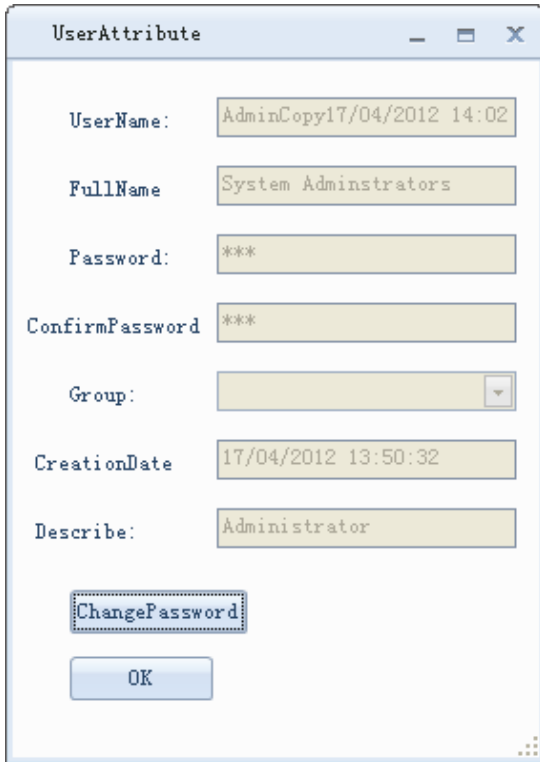 UserAttribute
UserName: AdminCopy17/04/2012 14:02
FullName System Adminstrators
Password: ***
ConfirmPassword ***
Group:
CreationDate 17/04/2012 13:50:32
Describe: Administrator
ChangePassword
OK